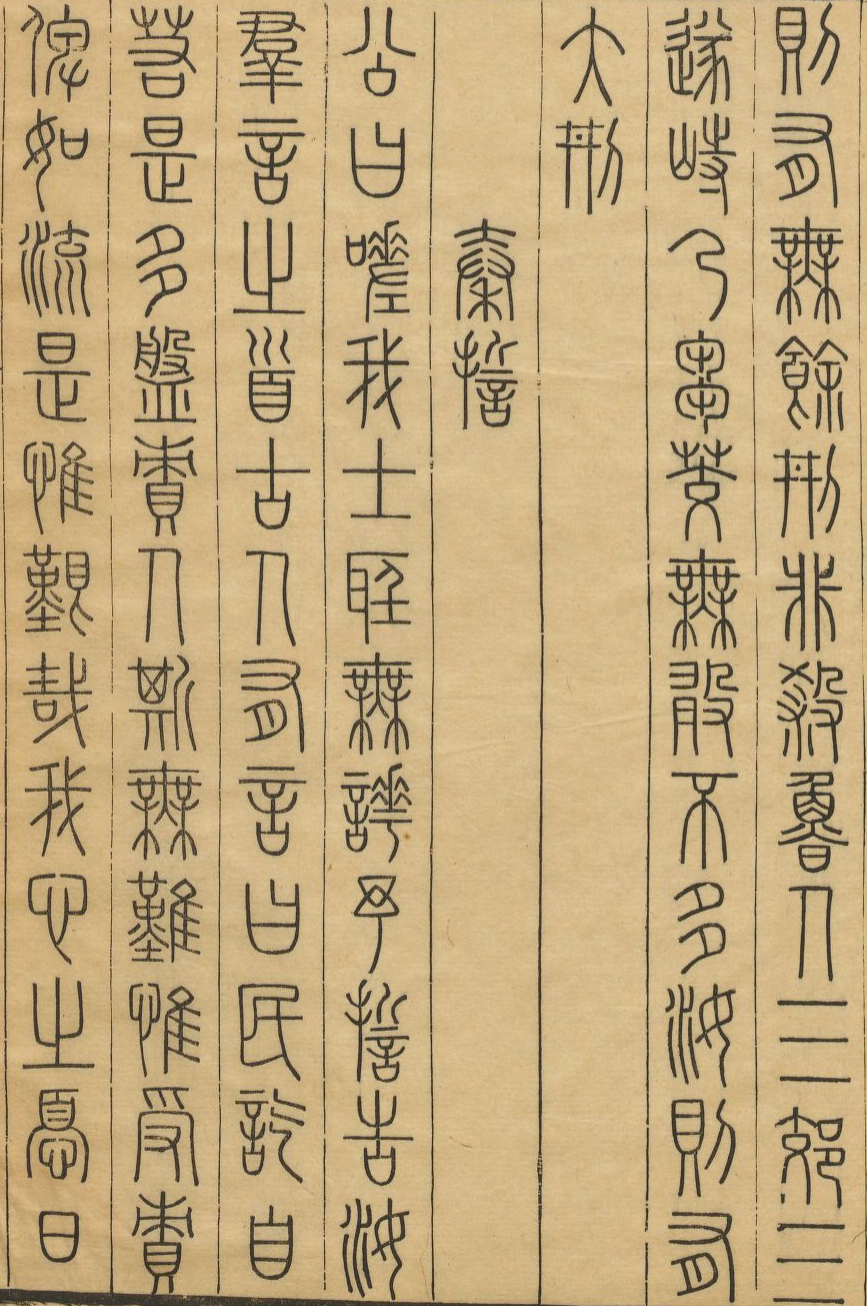 則有無餘刑非殺魯人三郊三
遂峙乃芻茭無敢不多汝則有
大刑
秦誓
公曰嗟我士聽無譁予誓告汝
羣言之首古人有言曰民訖自
若是多盤責人斯無難惟受責
俾如流是惟艱哉我心之憂日